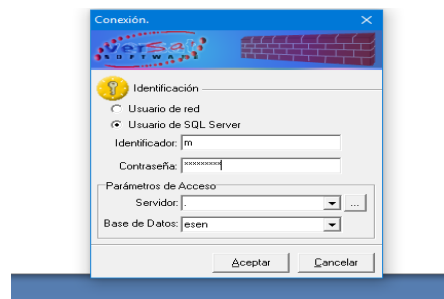 Conexión.
VerSat
SOFTWARE
Identificación
Usuario de red
Usuario de SQL Server
Identificador: m
Contraseña: *********
Parámetros de Acceso
Servidor: . ...
Base de Datos: esen
Aceptar Cancelar